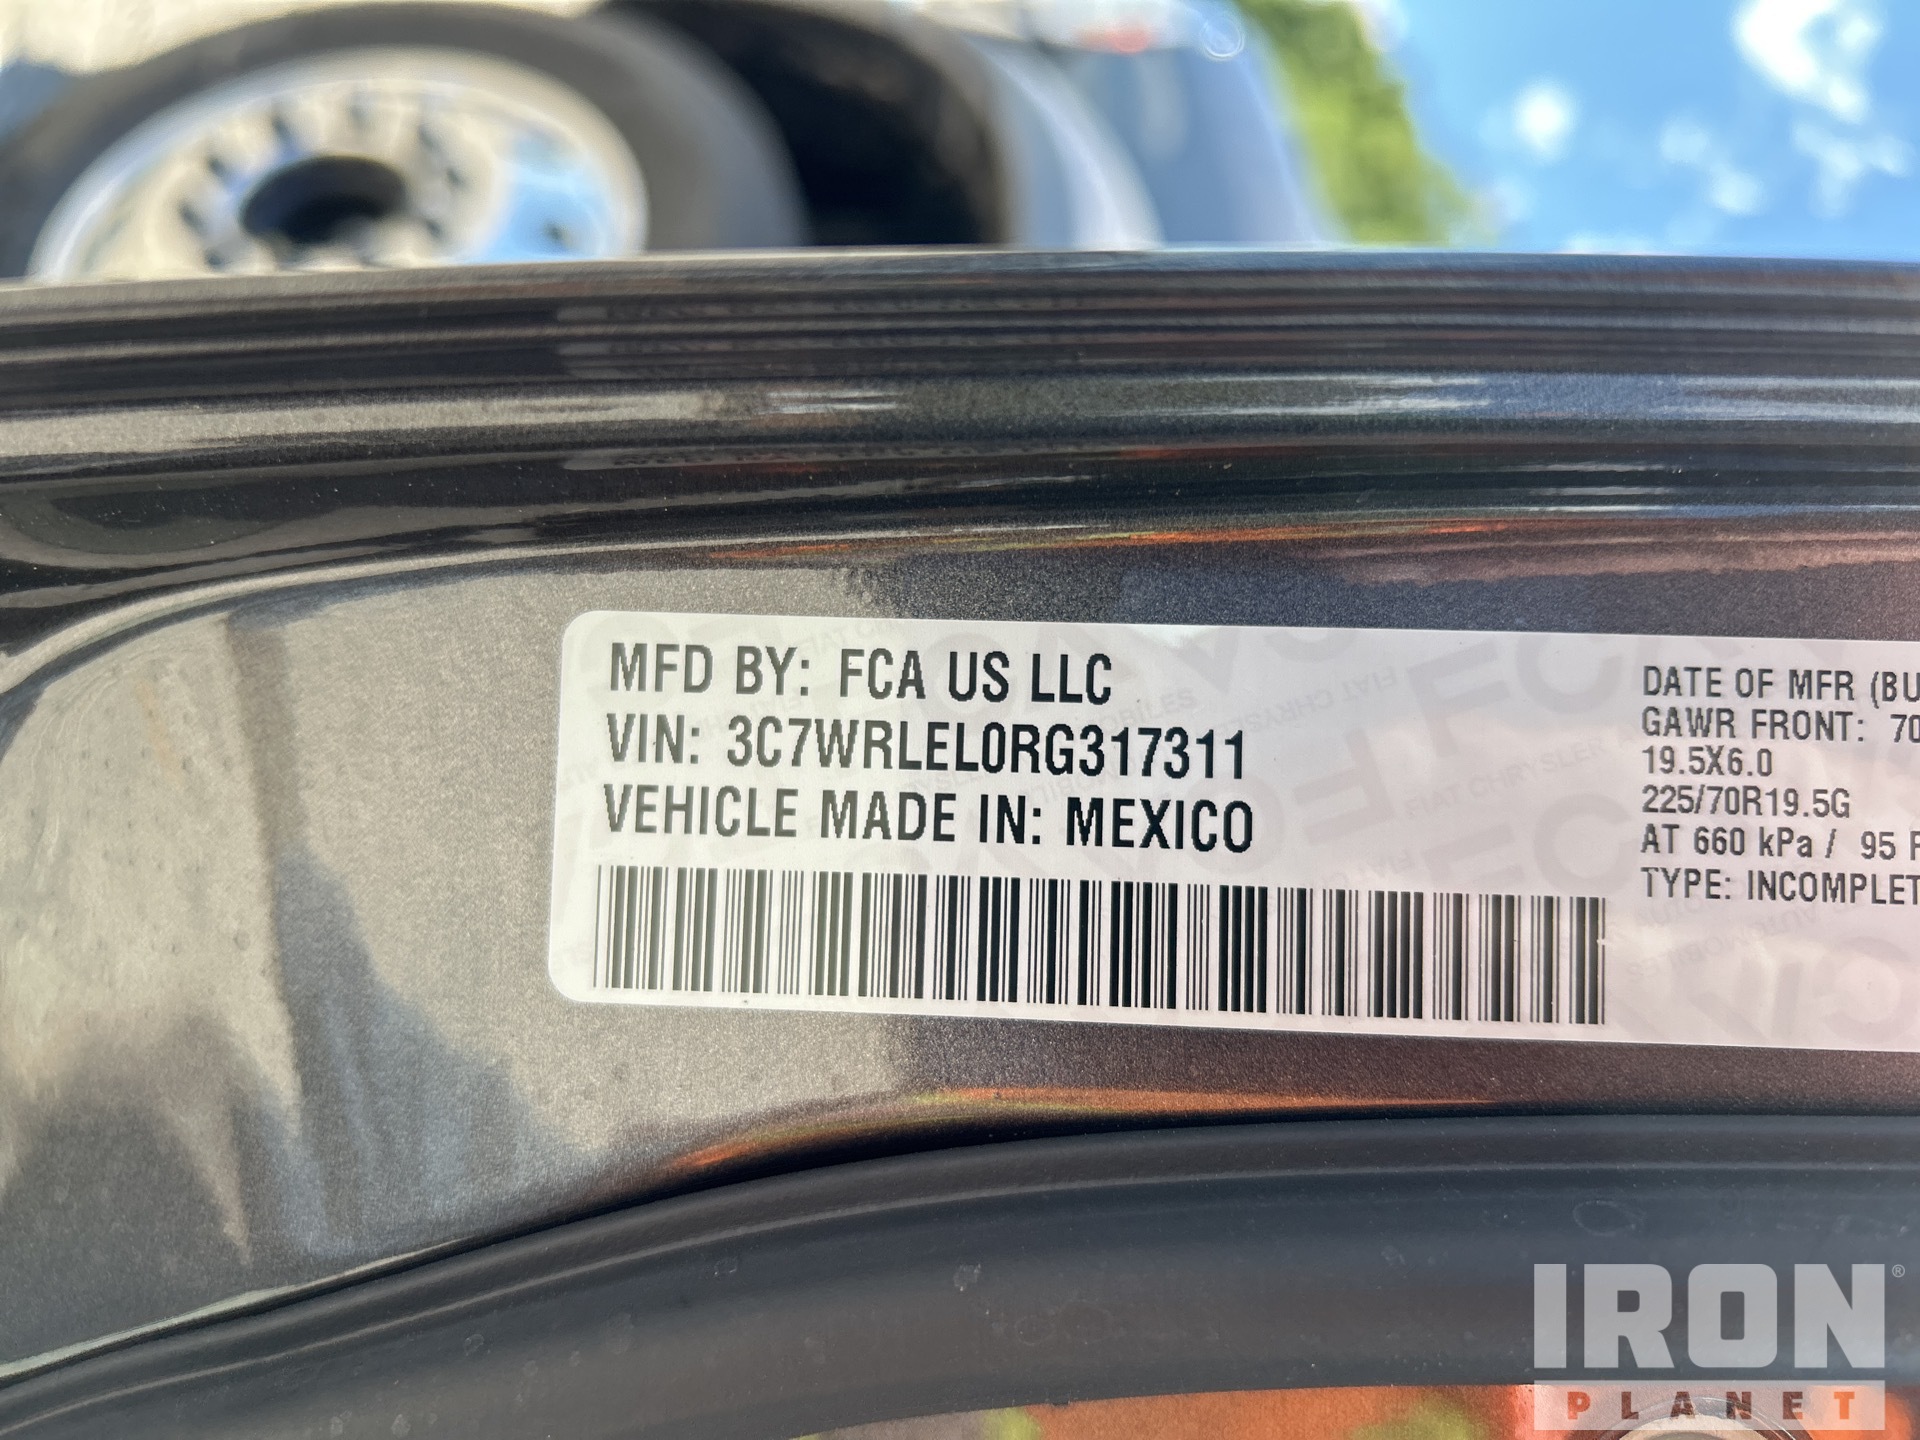 MFD BY: FCA US LLC
VIN: 3C7WRLEL0RG317311
VEHICLE MADE IN: MEXICO
DATE OF MFR (BU
GAWR FRONT: 70
19.5X6.0
225/70R19.5G
AT 660 kPa / 95 P
TYPE: INCOMPLET
IRON®
PLANET